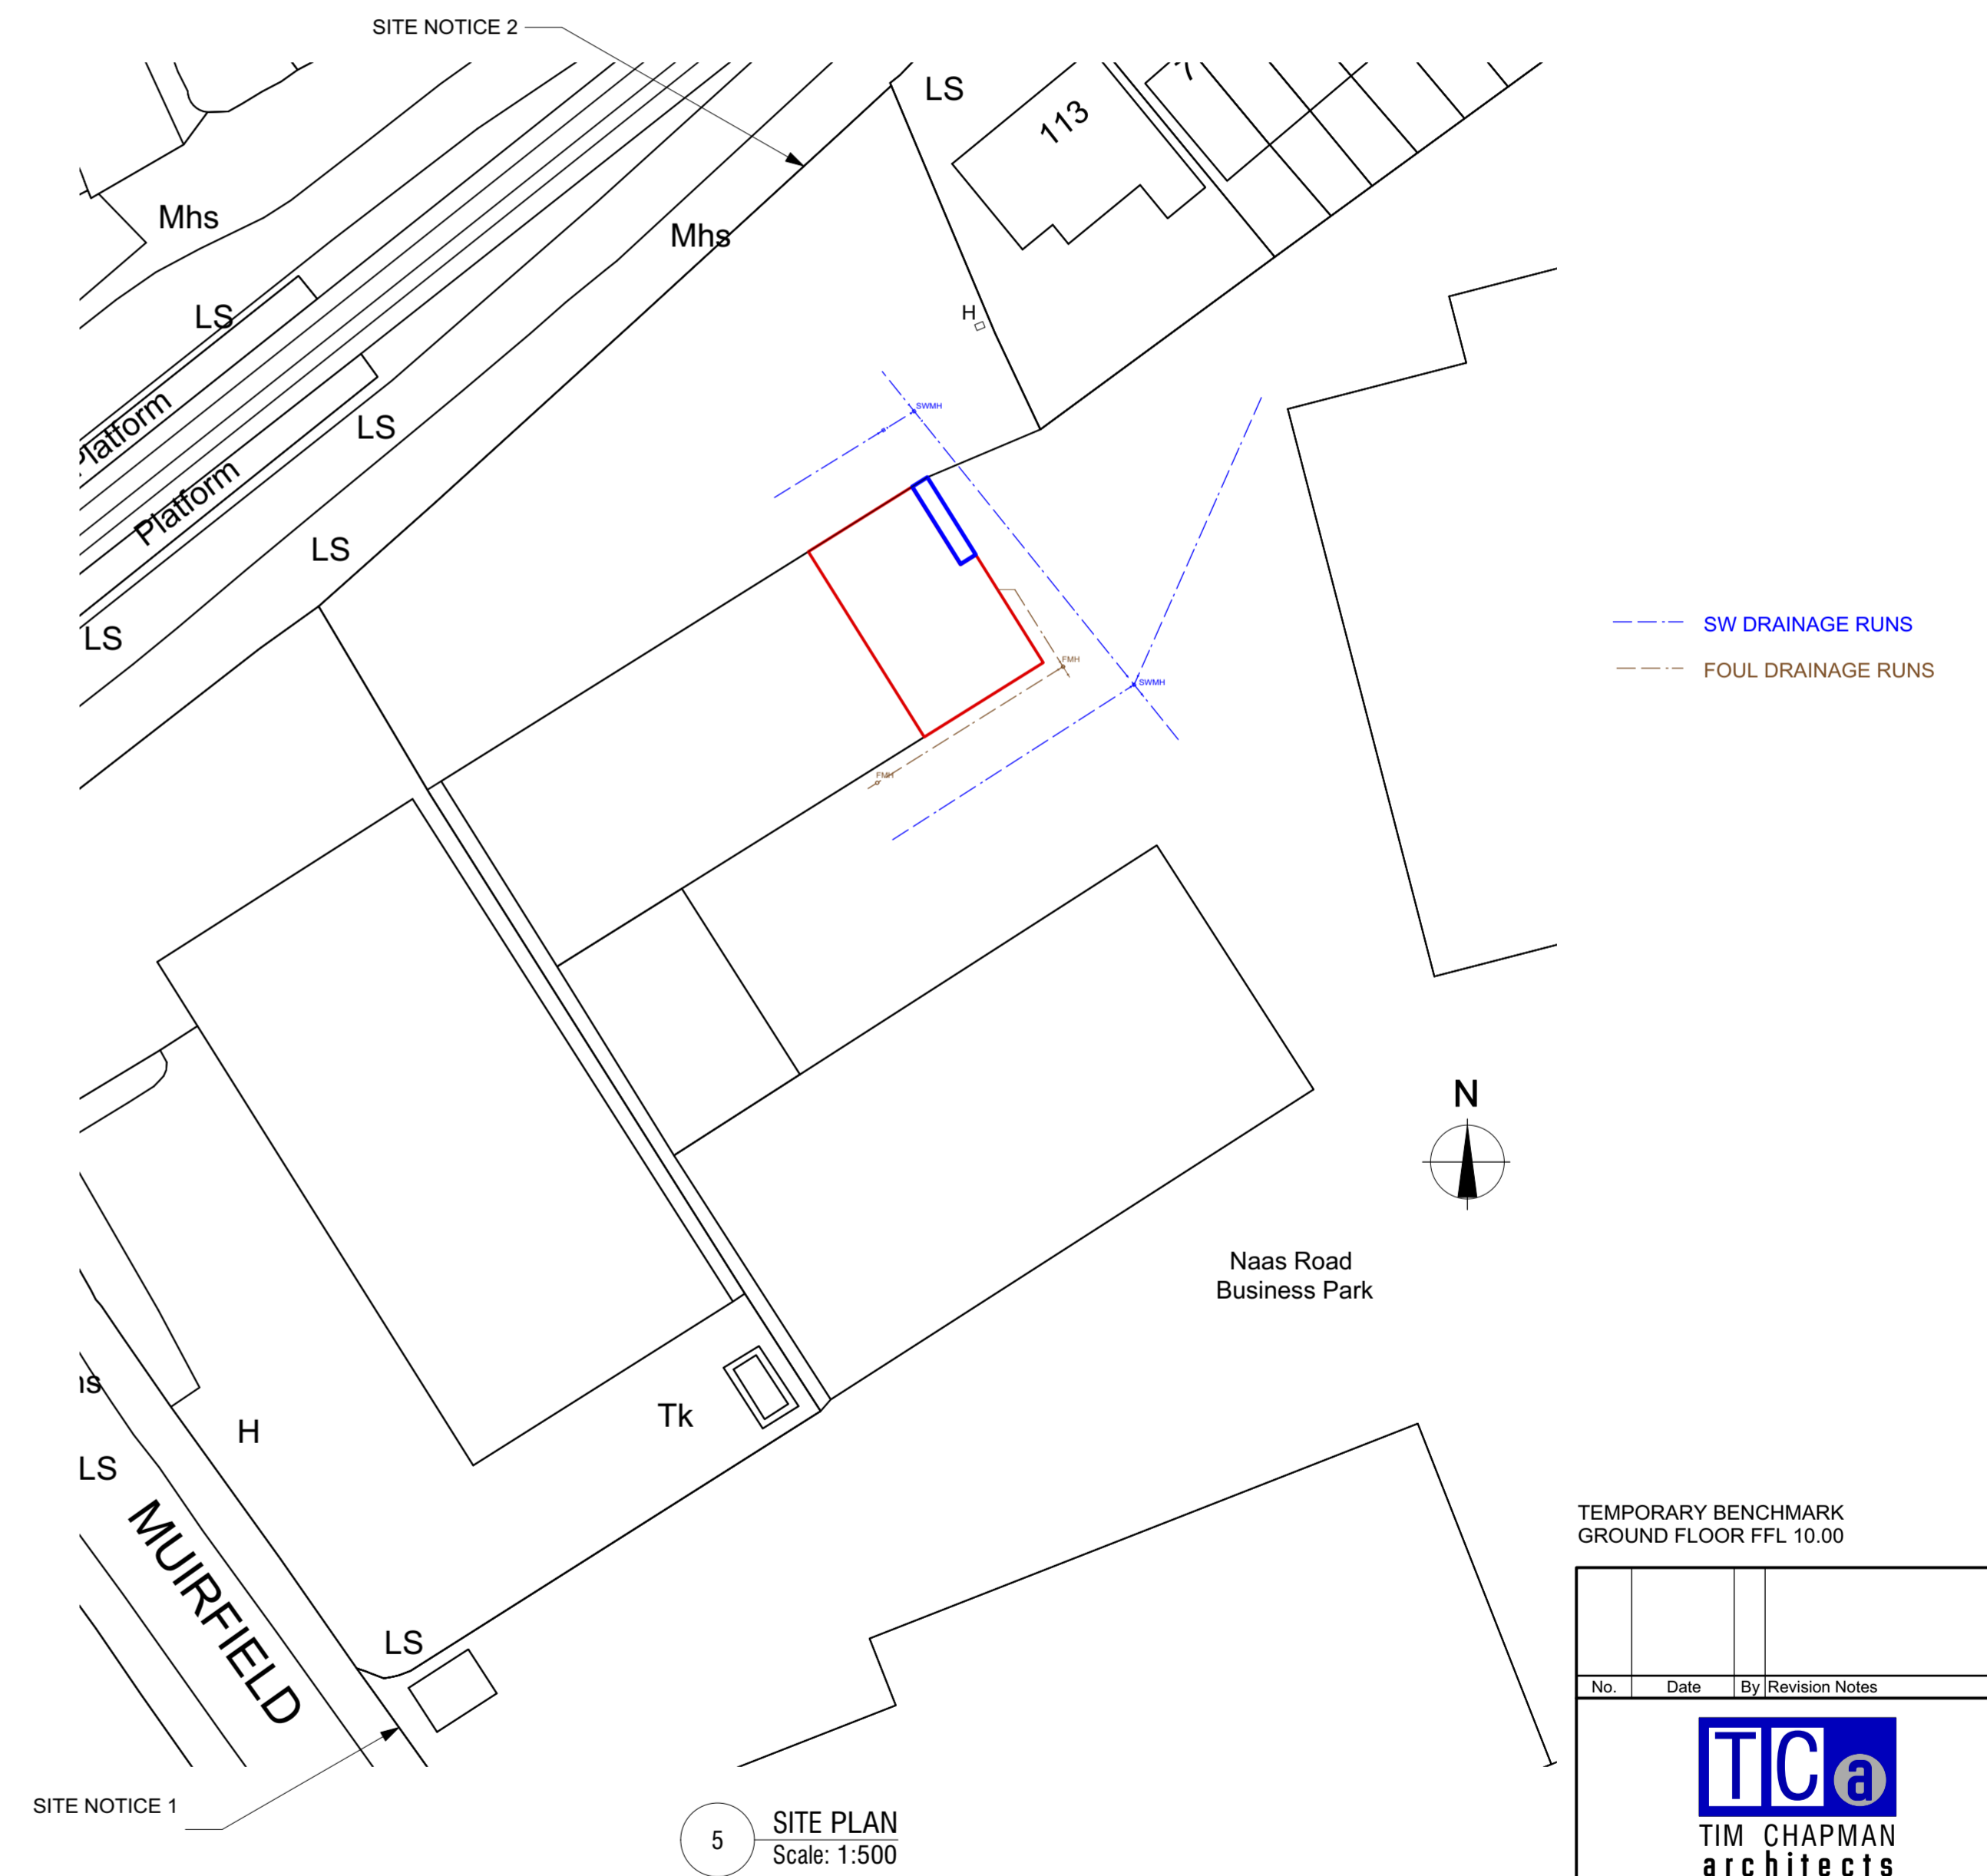 SITE NOTICE 2
LS
113
7
Mhs
Mhs
LS
H
Platform
LS
SWMH
Platform
LS
LS
SW DRAINAGE RUNS
FMH
FOUL DRAINAGE RUNS
SWMH
FMH
N
Naas Road
Business Park
H
Tk
LS
MUIRFIELD
LS
TEMPORARY BENCHMARK
GROUND FLOOR FFL 10.00
No. Date By Revision Notes
SITE NOTICE 1
5
SITE PLAN
Scale: 1:500
TCa
TIM CHAPMAN
architects